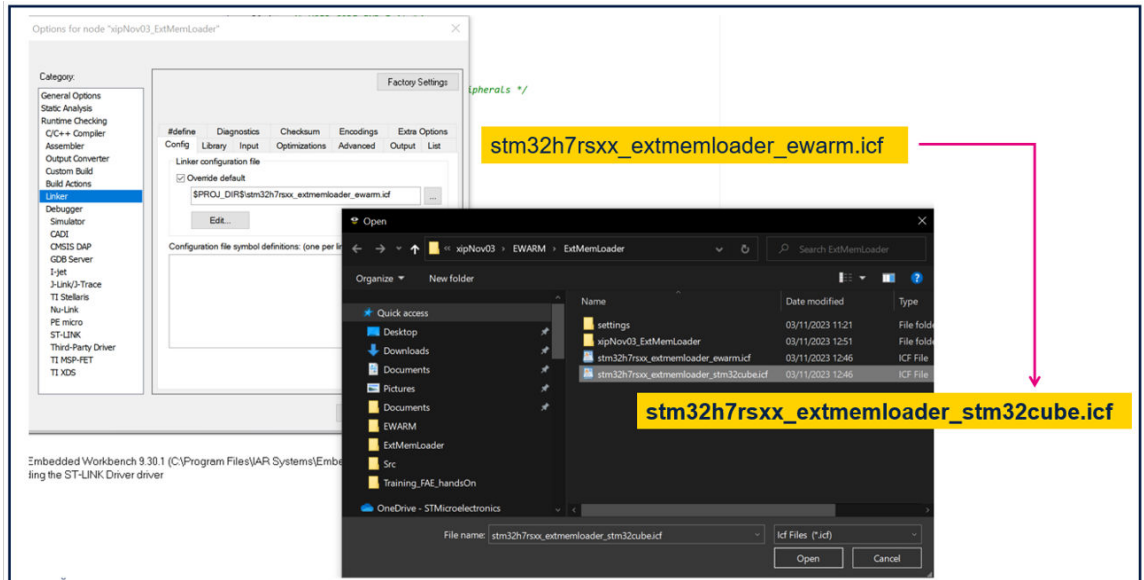 Options for node "xipNov03_ExtMemLoader"
ipherals */
Category:
Factory Settings
General Options
Static Analysis
Runtime Checking
C/C++ Compiler
Assembler
Output Converter
Custom Build
Build Actions
Linker
Debugger
Simulator
CADI
CMSIS DAP
GDB Server
I-jet
J-Link/J-Trace
TI Stellaris
Nu-Link
PE micro
ST-LINK
Third-Party Driver
TI MSP-FET
TI XDS
#define Diagnostics Checksum Encodings Extra Options
Config Library Input Optimizations Advanced Output List
Linker configuration file
Override default
$PROJ_DIR$\stm32h7rsxx_extmemloader_ewarm.icf
...
Edit...
Configuration file symbol definitions: (one per li
stm32h7rsxx_extmemloader_ewarm.icf
Open
« xipNov03 › EWARM › ExtMemLoader
Search ExtMemLoader
Organize New folder
Name Date modified Type
Quick access
Desktop
Downloads
Documents
Pictures
Documents
EWARM
ExtMemLoader
Src
Training_FAE_handsOn
OneDrive - STMicroelectronics
settings 03/11/2023 11:21 File folde
xipNov03_ExtMemLoader 03/11/2023 12:51 File folde
stm32h7rsxx_extmemloader_ewarm.icf 03/11/2023 12:46 ICF File
stm32h7rsxx_extmemloader_stm32cube.icf 03/11/2023 12:46 ICF File
stm32h7rsxx_extmemloader_stm32cube.icf
File name: stm32h7rsxx_extmemloader_stm32cube.icf Icf Files (*.icf)
Open Cancel
Embedded Workbench 9.30.1 (C:\Program Files\IAR Systems\Embe
ling the ST-LINK Driver driver